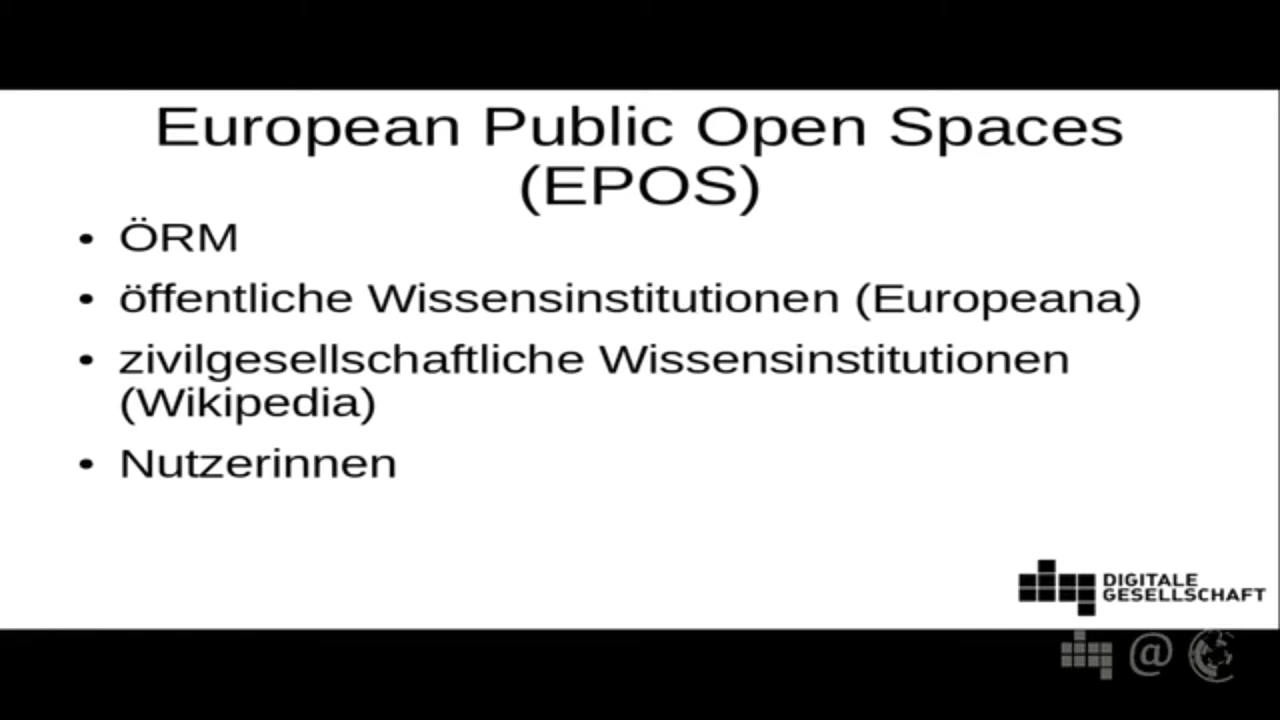 European Public Open Spaces
(EPOS)
• ÖRM
• öffentliche Wissensinstitutionen (Europeana)
• zivilgesellschaftliche Wissensinstitutionen
(Wikipedia)
• Nutzerinnen
DIGITALE
GESELLSCHAFT
@